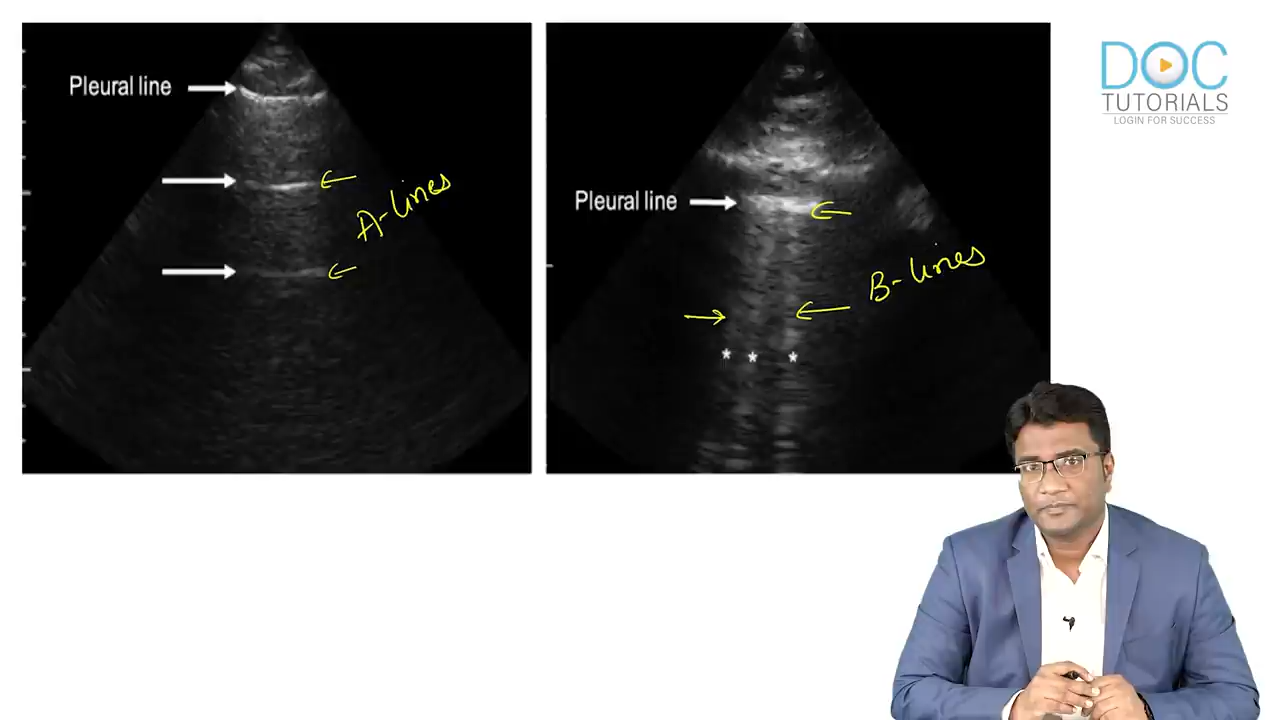 Pleural line
A-lines
Pleural line
B-lines
* * *
DOC
TUTORIALS
LOGIN FOR SUCCESS